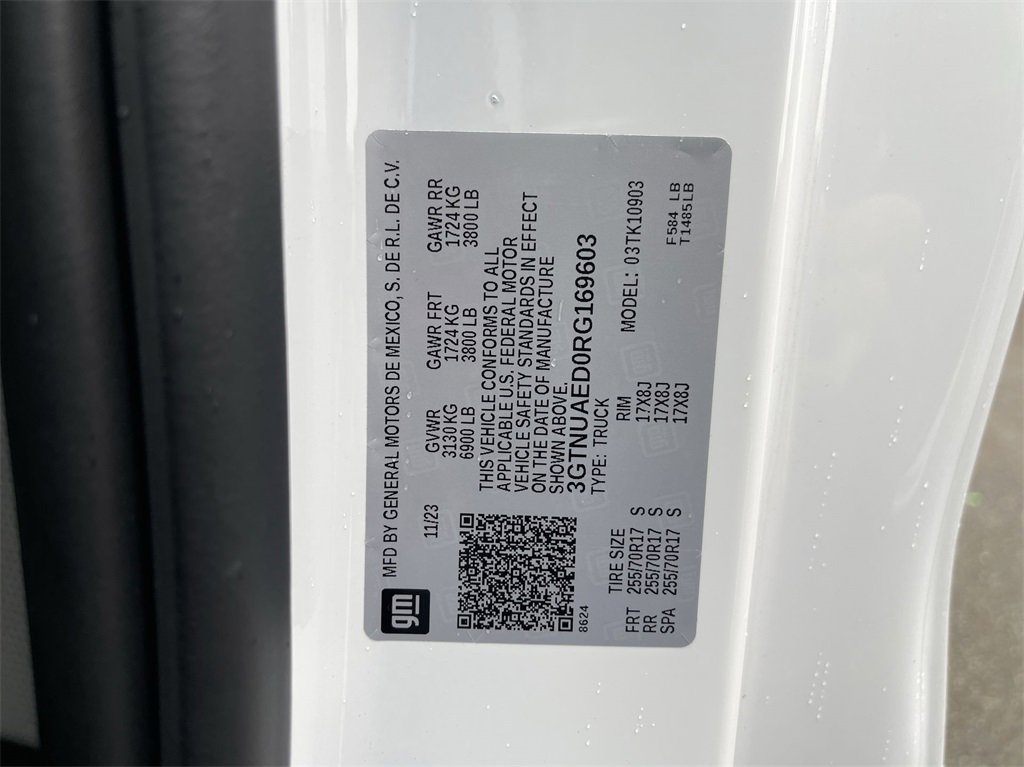 gm
MFD BY GENERAL MOTORS DE MEXICO, S. DE R.L. DE C.V.
11/23
GVWR GAWR FRT GAWR RR
3130 KG 1724 KG 1724 KG
6900 LB 3800 LB 3800 LB
THIS VEHICLE CONFORMS TO ALL
APPLICABLE U.S. FEDERAL MOTOR
VEHICLE SAFETY STANDARDS IN EFFECT
ON THE DATE OF MANUFACTURE
SHOWN ABOVE.
3GTNUAED0RG169603
8624
TYPE: TRUCK MODEL: 03TK10903
TIRE SIZE RIM
FRT 255/70R17 S 17X8J
RR 255/70R17 S 17X8J
SPA 255/70R17 S 17X8J
F584 LB
T1485LB